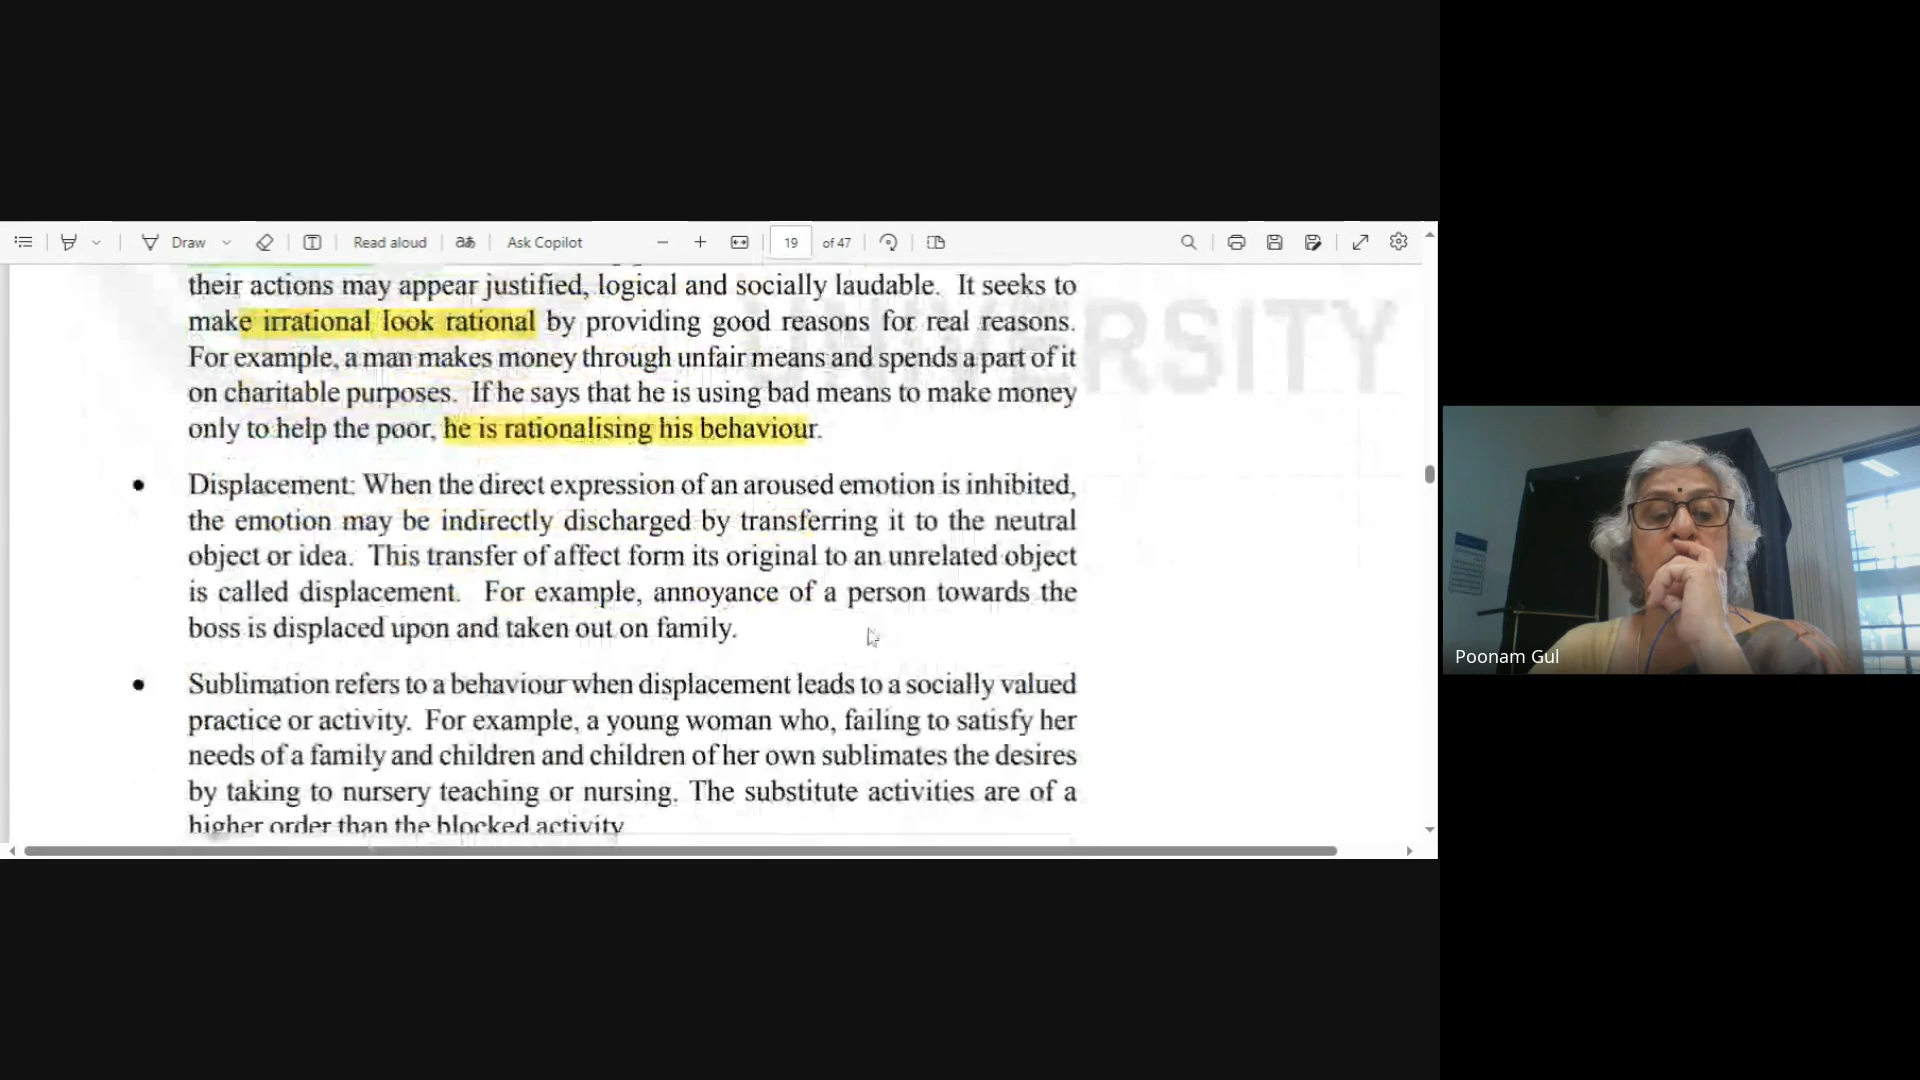 Draw
Read aloud
aあ
Ask Copilot
19
of 47
UNIVERSITY
their actions may appear justified, logical and socially laudable. It seeks to
make irrational look rational by providing good reasons for real reasons.
For example, a man makes money through unfair means and spends a part of it
on charitable purposes. If he says that he is using bad means to make money
only to help the poor, he is rationalising his behaviour.
• Displacement: When the direct expression of an aroused emotion is inhibited,
the emotion may be indirectly discharged by transferring it to the neutral
object or idea. This transfer of affect form its original to an unrelated object
is called displacement. For example, annoyance of a person towards the
boss is displaced upon and taken out on family.
• Sublimation refers to a behaviour when displacement leads to a socially valued
practice or activity. For example, a young woman who, failing to satisfy her
needs of a family and children and children of her own sublimates the desires
by taking to nursery teaching or nursing. The substitute activities are of a
higher order than the blocked activity
Poonam Gul